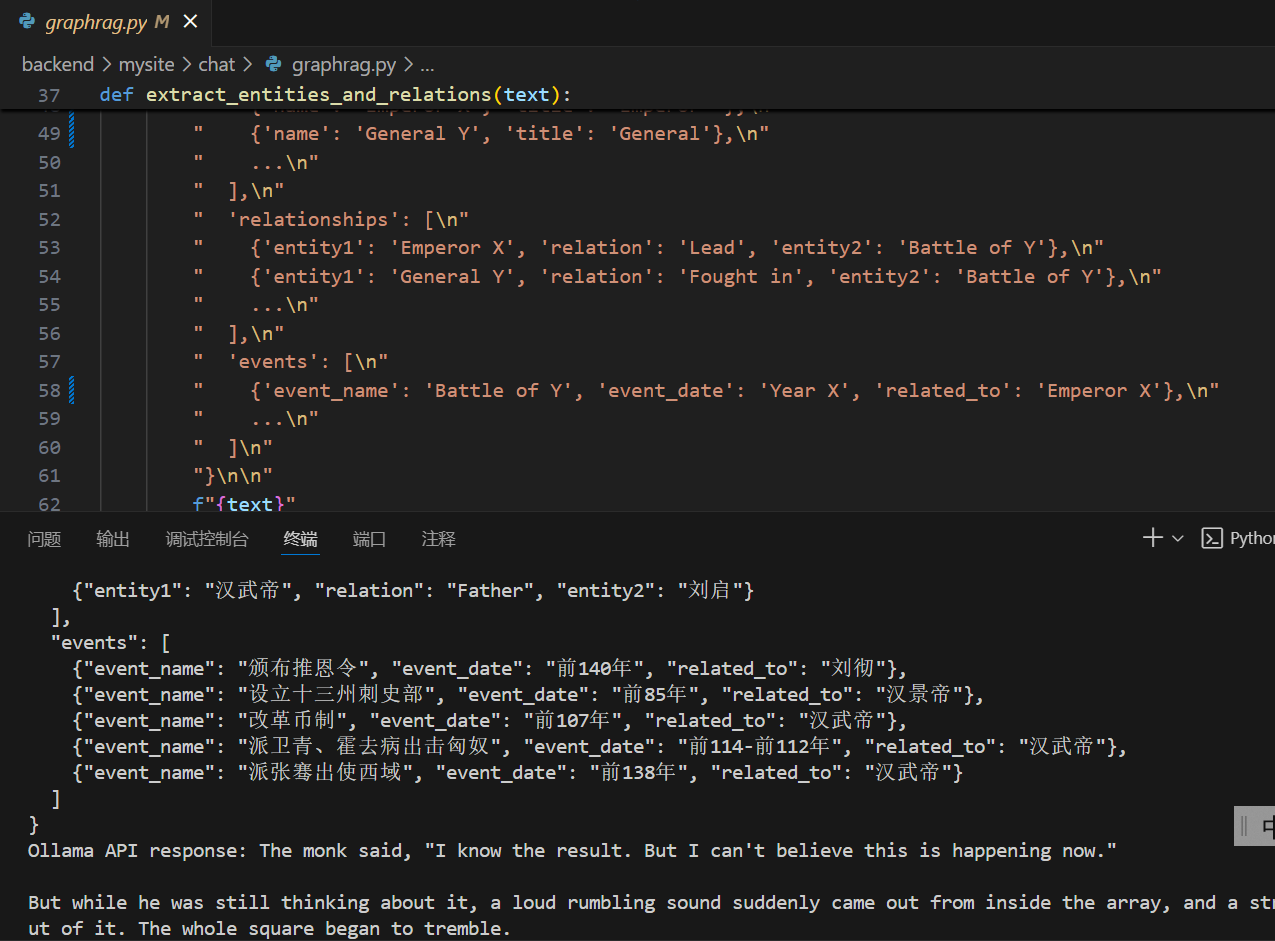 graphrag.py M
backend > mysite > chat > graphrag.py > ...
37 def extract_entities_and_relations(text):
49 " {'name': 'General Y', 'title': 'General'},\n"
50 " ...\n"
51 " ],\n"
52 " 'relationships': [\n"
53 " {'entity1': 'Emperor X', 'relation': 'Lead', 'entity2': 'Battle of Y'},\n"
54 " {'entity1': 'General Y', 'relation': 'Fought in', 'entity2': 'Battle of Y'},\n"
55 " ...\n"
56 " ],\n"
57 " 'events': [\n"
58 " {'event_name': 'Battle of Y', 'event_date': 'Year X', 'related_to': 'Emperor X'},\n"
59 " ...\n"
60 " ]\n"
61 "}\n\n"
62 f"{text}"
问题 输出 调试控制台 终端 端口 注释
{"entity1": "汉武帝", "relation": "Father", "entity2": "刘启"}
],
"events": [
{"event_name": "颁布推恩令", "event_date": "前140年", "related_to": "刘彻"},
{"event_name": "设立十三州刺史部", "event_date": "前85年", "related_to": "汉景帝"},
{"event_name": "改革币制", "event_date": "前107年", "related_to": "汉武帝"},
{"event_name": "派卫青、霍去病出击匈奴", "event_date": "前114-前112年", "related_to": "汉武帝"},
{"event_name": "派张骞出使西域", "event_date": "前138年", "related_to": "汉武帝"}
]
}
Ollama API response: The monk said, "I know the result. But I can't believe this is happening now."
But while he was still thinking about it, a loud rumbling sound suddenly came out from inside the array, and a
ut of it. The whole square began to tremble.